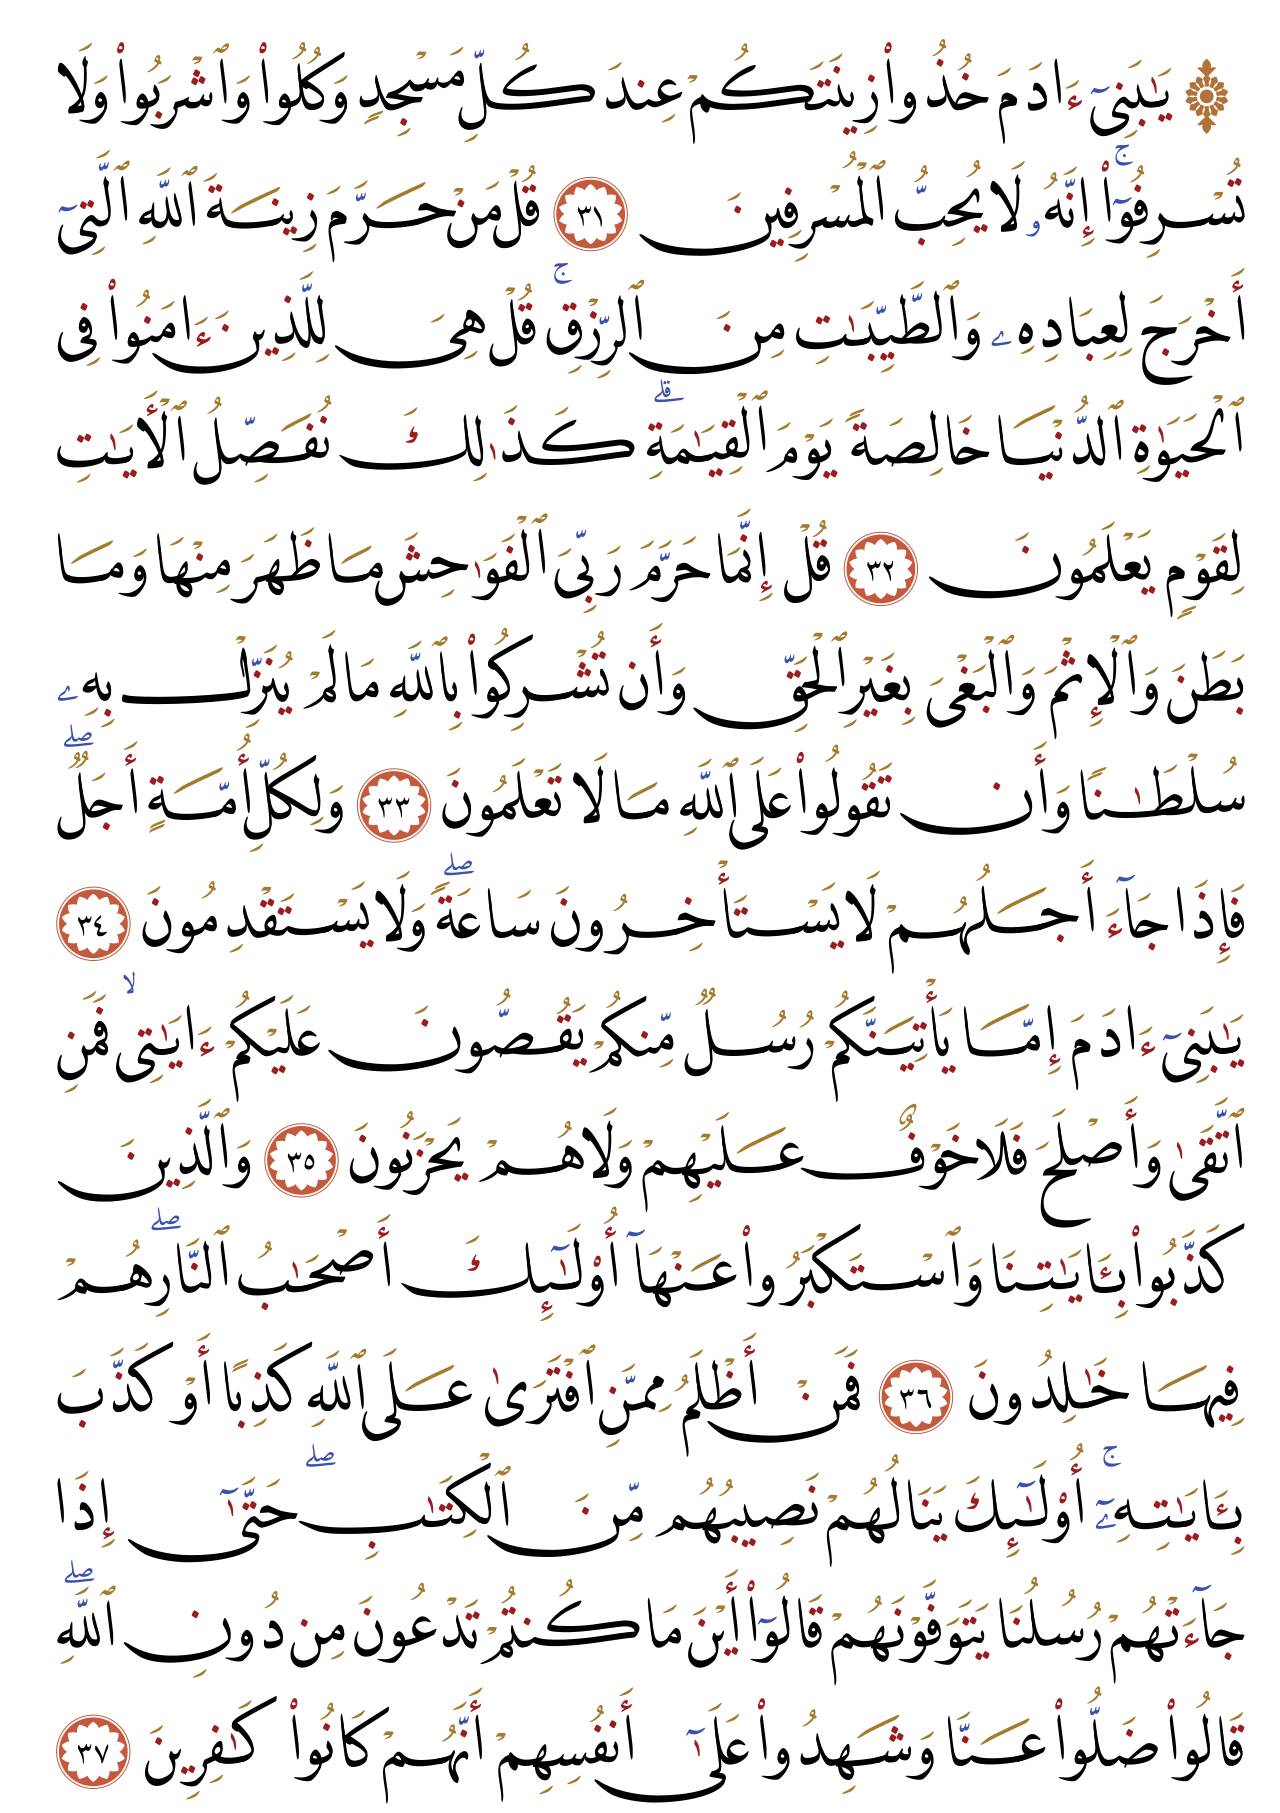 ۞ يَـٰبَنِىٓ ءَادَمَ خُذُوا۟ زِينَتَكُمْ عِندَ كُلِّ مَسْجِدٍ وَكُلُوا۟ وَٱشْرَبُوا۟ وَلَا
تُسْرِفُوٓا۟ ۚ إِنَّهُۥ لَا يُحِبُّ ٱلْمُسْرِفِينَ ٣١ قُلْ مَنْ حَرَّمَ زِينَةَ ٱللَّهِ ٱلَّتِىٓ
أَخْرَجَ لِعِبَادِهِۦ وَٱلطَّيِّبَـٰتِ مِنَ ٱلرِّزْقِ ۚ قُلْ هِىَ لِلَّذِينَ ءَامَنُوا۟ فِى
ٱلْحَيَوٰةِ ٱلدُّنْيَا خَالِصَةً يَوْمَ ٱلْقِيَـٰمَةِ ۗ كَذَٰلِكَ نُفَصِّلُ ٱلْـَٔايَـٰتِ
لِقَوْمٍ يَعْلَمُونَ ٣٢ قُلْ إِنَّمَا حَرَّمَ رَبِّىَ ٱلْفَوَٰحِشَ مَا ظَهَرَ مِنْهَا وَمَا
بَطَنَ وَٱلْإِثْمَ وَٱلْبَغْىَ بِغَيْرِ ٱلْحَقِّ وَأَن تُشْرِكُوا۟ بِٱللَّهِ مَا لَمْ يُنَزِّلْ بِهِۦ
سُلْطَـٰنًا وَأَن تَقُولُوا۟ عَلَى ٱللَّهِ مَا لَا تَعْلَمُونَ ٣٣ وَلِكُلِّ أُمَّةٍ أَجَلٌ ۖ
فَإِذَا جَآءَ أَجَلُهُمْ لَا يَسْتَأْخِرُونَ سَاعَةً ۖ وَلَا يَسْتَقْدِمُونَ ٣٤
يَـٰبَنِىٓ ءَادَمَ إِمَّا يَأْتِيَنَّكُمْ رُسُلٌ مِّنكُمْ يَقُصُّونَ عَلَيْكُمْ ءَايَـٰتِى ۙ فَمَنِ
ٱتَّقَىٰ وَأَصْلَحَ فَلَا خَوْفٌ عَلَيْهِمْ وَلَا هُمْ يَحْزَنُونَ ٣٥ وَٱلَّذِينَ
كَذَّبُوا۟ بِـَٔايَـٰتِنَا وَٱسْتَكْبَرُوا۟ عَنْهَآ أُو۟لَـٰٓئِكَ أَصْحَـٰبُ ٱلنَّارِ ۖ هُمْ
فِيهَا خَـٰلِدُونَ ٣٦ فَمَنْ أَظْلَمُ مِمَّنِ ٱفْتَرَىٰ عَلَى ٱللَّهِ كَذِبًا أَوْ كَذَّبَ
بِـَٔايَـٰتِهِۦٓ ۚ أُو۟لَـٰٓئِكَ يَنَالُهُمْ نَصِيبُهُم مِّنَ ٱلْكِتَـٰبِ ۖ حَتَّىٰٓ إِذَا
جَآءَتْهُمْ رُسُلُنَا يَتَوَفَّوْنَهُمْ قَالُوٓا۟ أَيْنَ مَا كُنتُمْ تَدْعُونَ مِن دُونِ ٱللَّهِ ۖ
قَالُوا۟ ضَلُّوا۟ عَنَّا وَشَهِدُوا۟ عَلَىٰٓ أَنفُسِهِمْ أَنَّهُمْ كَانُوا۟ كَـٰفِرِينَ ٣٧